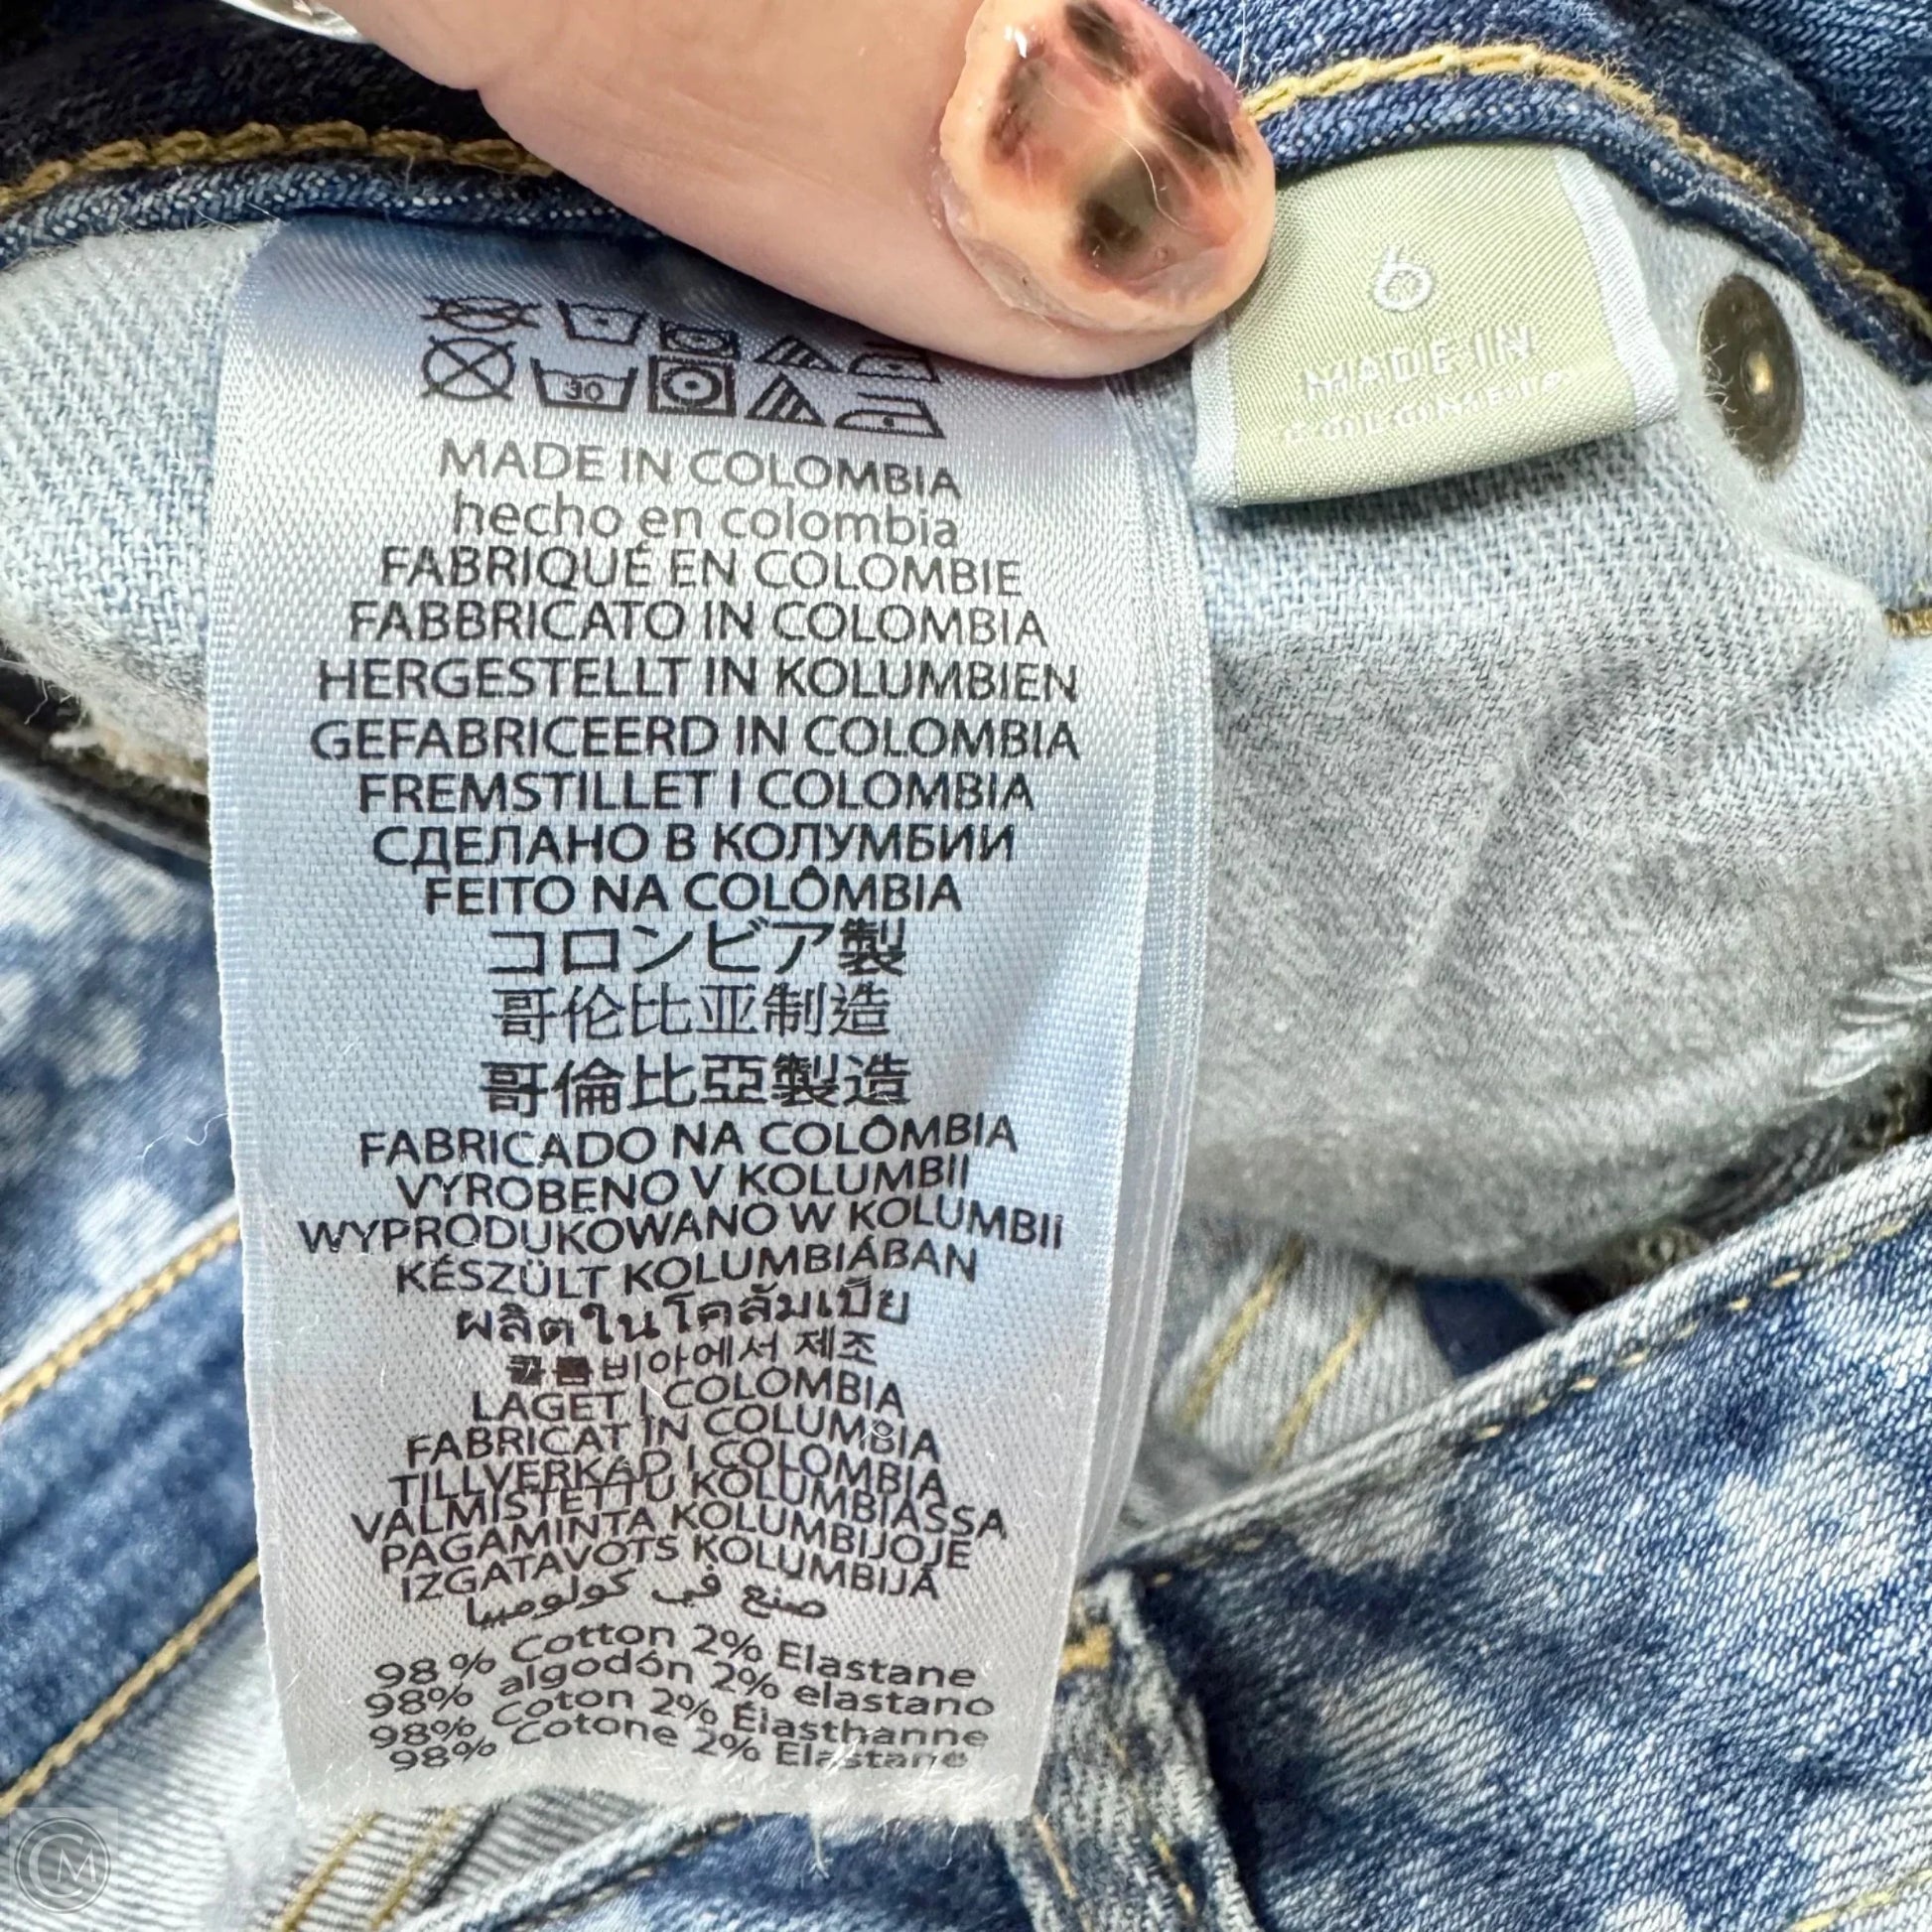 6
MADE IN
30
MADE IN COLOMBIA
hecho en colombia
FABRIQUÉ EN COLOMBIE
FABBRICATO IN COLOMBIA
HERGESTELLT IN KOLUMBIEN
GEFABRICEERD IN COLOMBIA
FREMSTILLET I COLOMBIA
СДЕЛАНО В КОЛУМБИИ
FEITO NA COLÔMBIA
コロンビア製
哥伦比亚制造
哥倫比亞製造
FABRICADO NA COLÔMBIA
VYROBENO V KOLUMBII
WYPRODUKOWANO W KOLUMBII
KÉSZÜLT KOLUMBIÁBAN
ผลิตในโคลัมเบีย
콜롬비아에서 제조
LAGET I COLOMBIA
FABRICAT ÎN COLUMBIA
TILLVERKAD I COLOMBIA
VALMISTETTU KOLUMBIASSA
PAGAMINTA KOLUMBIJOJE
IZGATAVOTS KOLUMBIJĀ
صنع في كولومبيا
98% Cotton 2% Elastane
98% algodón 2% elastano
98% Coton 2% Élasthanne
98% Cotone 2% Elastane
CM